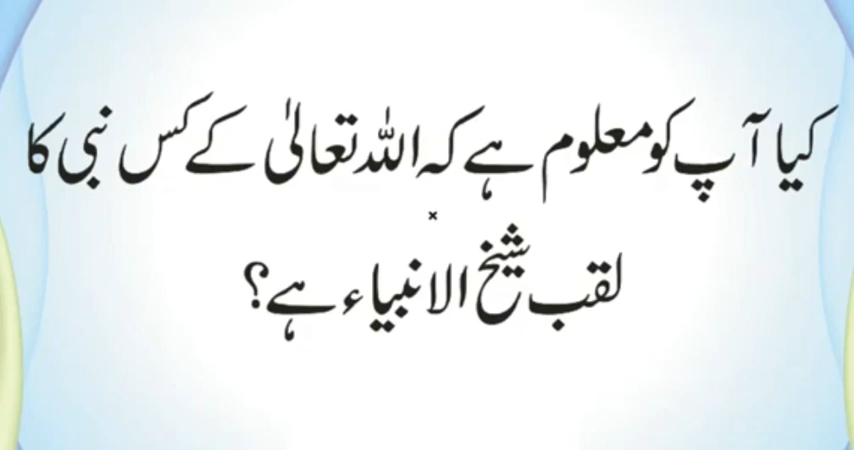 کیا آپ کو معلوم ہے کہ اللہ تعالیٰ کے کس نبی کا
لقب شیخ الانبیاء ہے؟